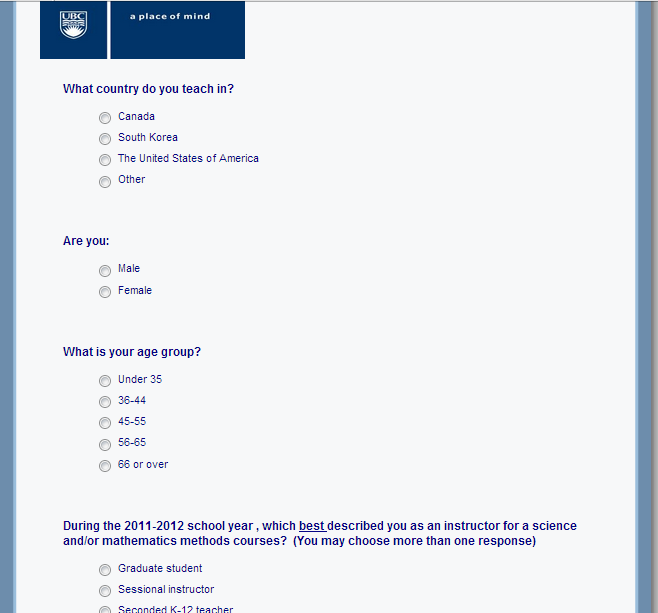 UBC
a place of mind
What country do you teach in?
Canada
South Korea
The United States of America
Other
Are you:
Male
Female
What is your age group?
Under 35
36-44
45-55
56-65
66 or over
During the 2011-2012 school year , which best described you as an instructor for a science
and/or mathematics methods courses?  (You may choose more than one response)
Graduate student
Sessional instructor
Seconded K-12 teacher